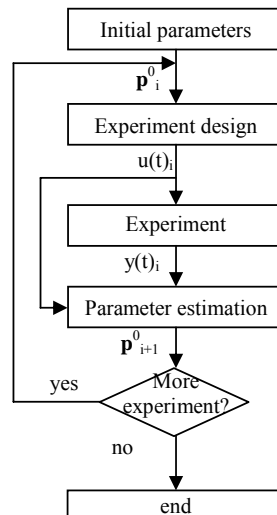 Initial parameters
p⁰ᵢ
Experiment design
u(t)ᵢ
Experiment
y(t)ᵢ
Parameter estimation
p⁰ᵢ₊₁
yes
More
experiment?
no
end